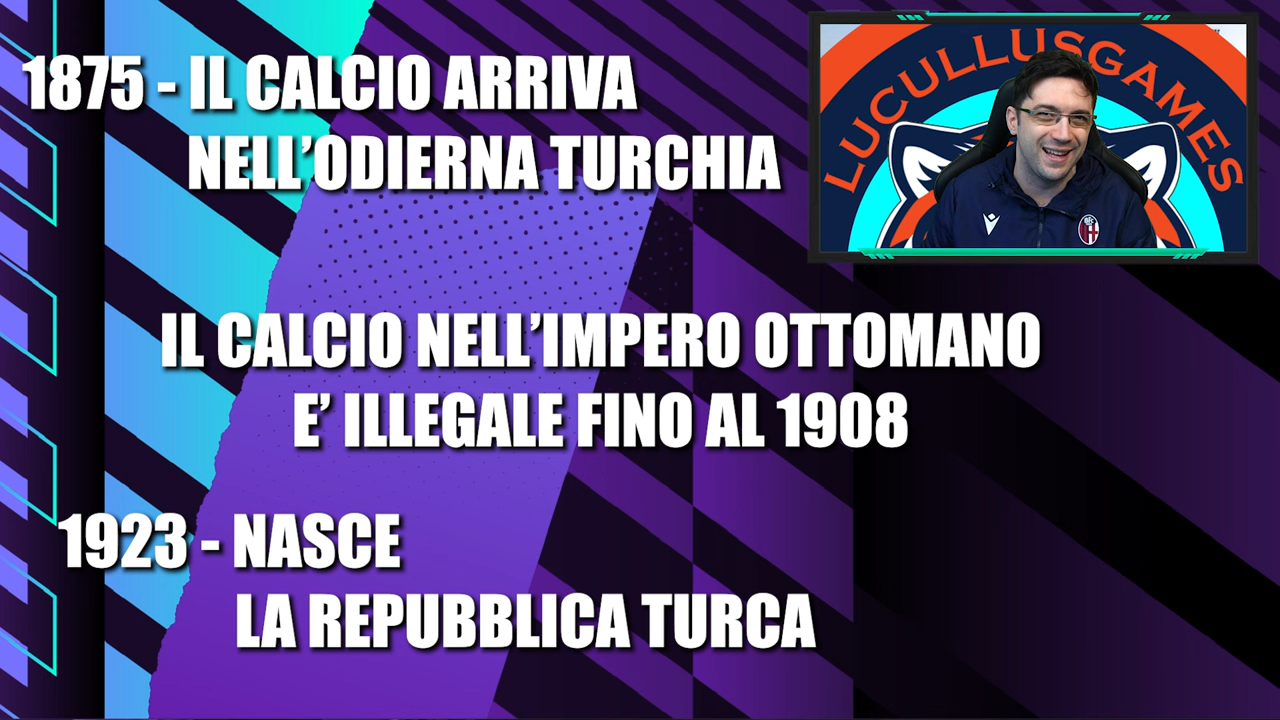 1875 - IL CALCIO ARRIVA
NELL’ODIERNA TURCHIA
LUCULLUSGAMES
IL CALCIO NELL’IMPERO OTTOMANO
E’ ILLEGALE FINO AL 1908
1923 - NASCE
LA REPUBBLICA TURCA